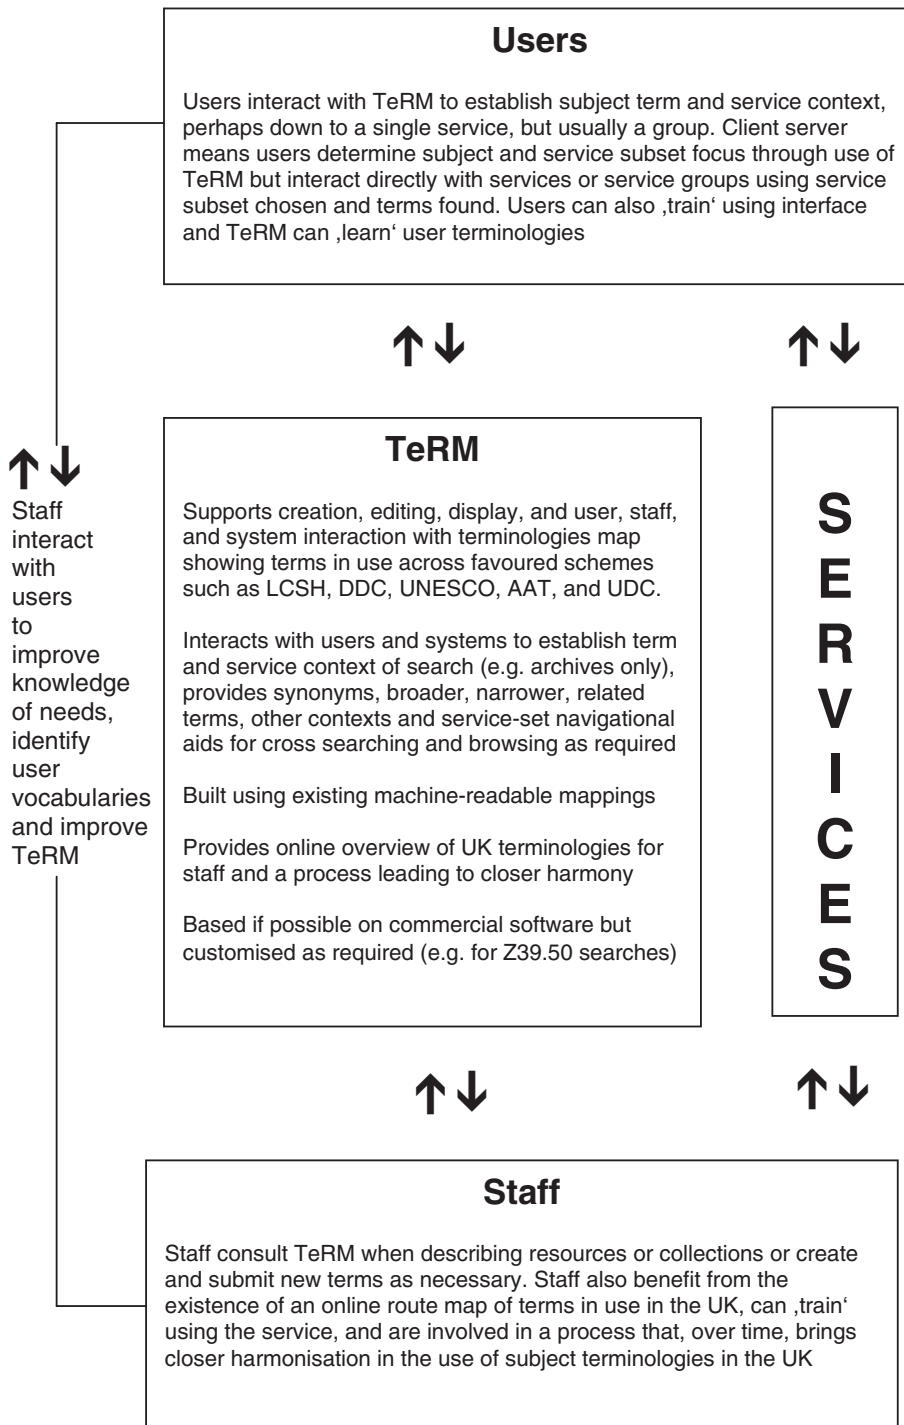 Users
Users interact with TeRM to establish subject term and service context,
perhaps down to a single service, but usually a group. Client server
means users determine subject and service subset focus through use of
TeRM but interact directly with services or service groups using service
subset chosen and terms found. Users can also ‚train‘ using interface
and TeRM can ‚learn‘ user terminologies
Staff
interact
with
users
to
improve
knowledge
of needs,
identify
user
vocabularies
and improve
TeRM
TeRM
Supports creation, editing, display, and user, staff,
and system interaction with terminologies map
showing terms in use across favoured schemes
such as LCSH, DDC, UNESCO, AAT, and UDC.
Interacts with users and systems to establish term
and service context of search (e.g. archives only),
provides synonyms, broader, narrower, related
terms, other contexts and service-set navigational
aids for cross searching and browsing as required
Built using existing machine-readable mappings
Provides online overview of UK terminologies for
staff and a process leading to closer harmony
Based if possible on commercial software but
customised as required (e.g. for Z39.50 searches)
S
E
R
V
I
C
E
S
Staff
Staff consult TeRM when describing resources or collections or create
and submit new terms as necessary. Staff also benefit from the
existence of an online route map of terms in use in the UK, can ‚train‘
using the service, and are involved in a process that, over time, brings
closer harmonisation in the use of subject terminologies in the UK